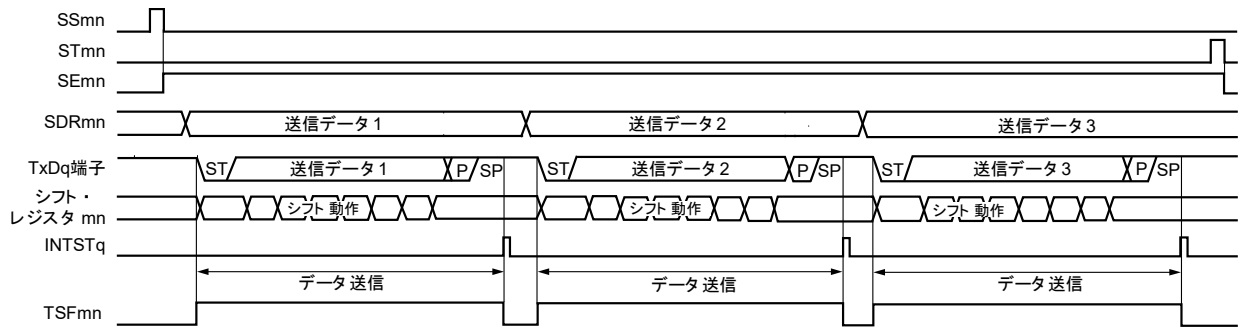 SSmn
STmn
SEmn
SDRmn 送信データ1 送信データ2 送信データ3
TxDq端子 ST 送信データ1 P SP ST 送信データ2 P SP ST 送信データ3 P SP
シフト・
レジスタ mn シフト 動作 シフト 動作 シフト 動作
INTSTq
データ送信 データ送信 データ送信
TSFmn